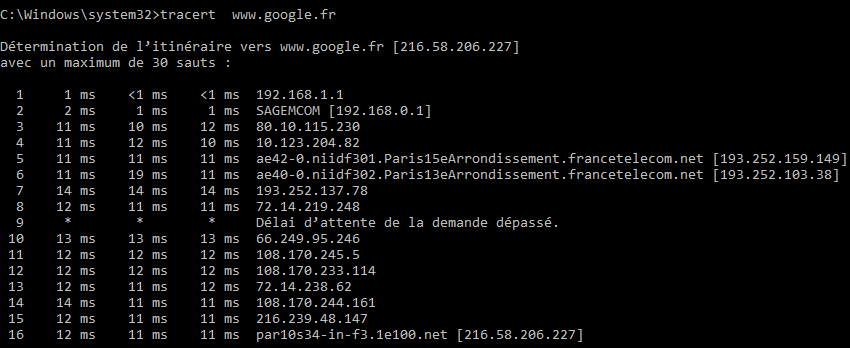 C:\Windows\system32>tracert  www.google.fr
Détermination de l’itinéraire vers www.google.fr [216.58.206.227]
avec un maximum de 30 sauts :
  1     1 ms    <1 ms    <1 ms  192.168.1.1
  2     2 ms     1 ms     1 ms  SAGEMCOM [192.168.0.1]
  3    11 ms    10 ms    12 ms  80.10.115.230
  4    11 ms    12 ms    10 ms  10.123.204.82
  5    11 ms    11 ms    11 ms  ae42-0.niidf301.Paris15eArrondissement.francetelecom.net [193.252.159.149]
  6    11 ms    19 ms    11 ms  ae40-0.niidf302.Paris13eArrondissement.francetelecom.net [193.252.103.38]
  7    14 ms    14 ms    14 ms  193.252.137.78
  8    12 ms    11 ms    11 ms  72.14.219.248
  9     *        *        *     Délai d’attente de la demande dépassé.
 10    13 ms    13 ms    13 ms  66.249.95.246
 11    12 ms    12 ms    12 ms  108.170.245.5
 12    12 ms    12 ms    12 ms  108.170.233.114
 13    12 ms    11 ms    12 ms  72.14.238.62
 14    14 ms    11 ms    11 ms  108.170.244.161
 15    12 ms    11 ms    12 ms  216.239.48.147
 16    12 ms    11 ms    11 ms  par10s34-in-f3.1e100.net [216.58.206.227]